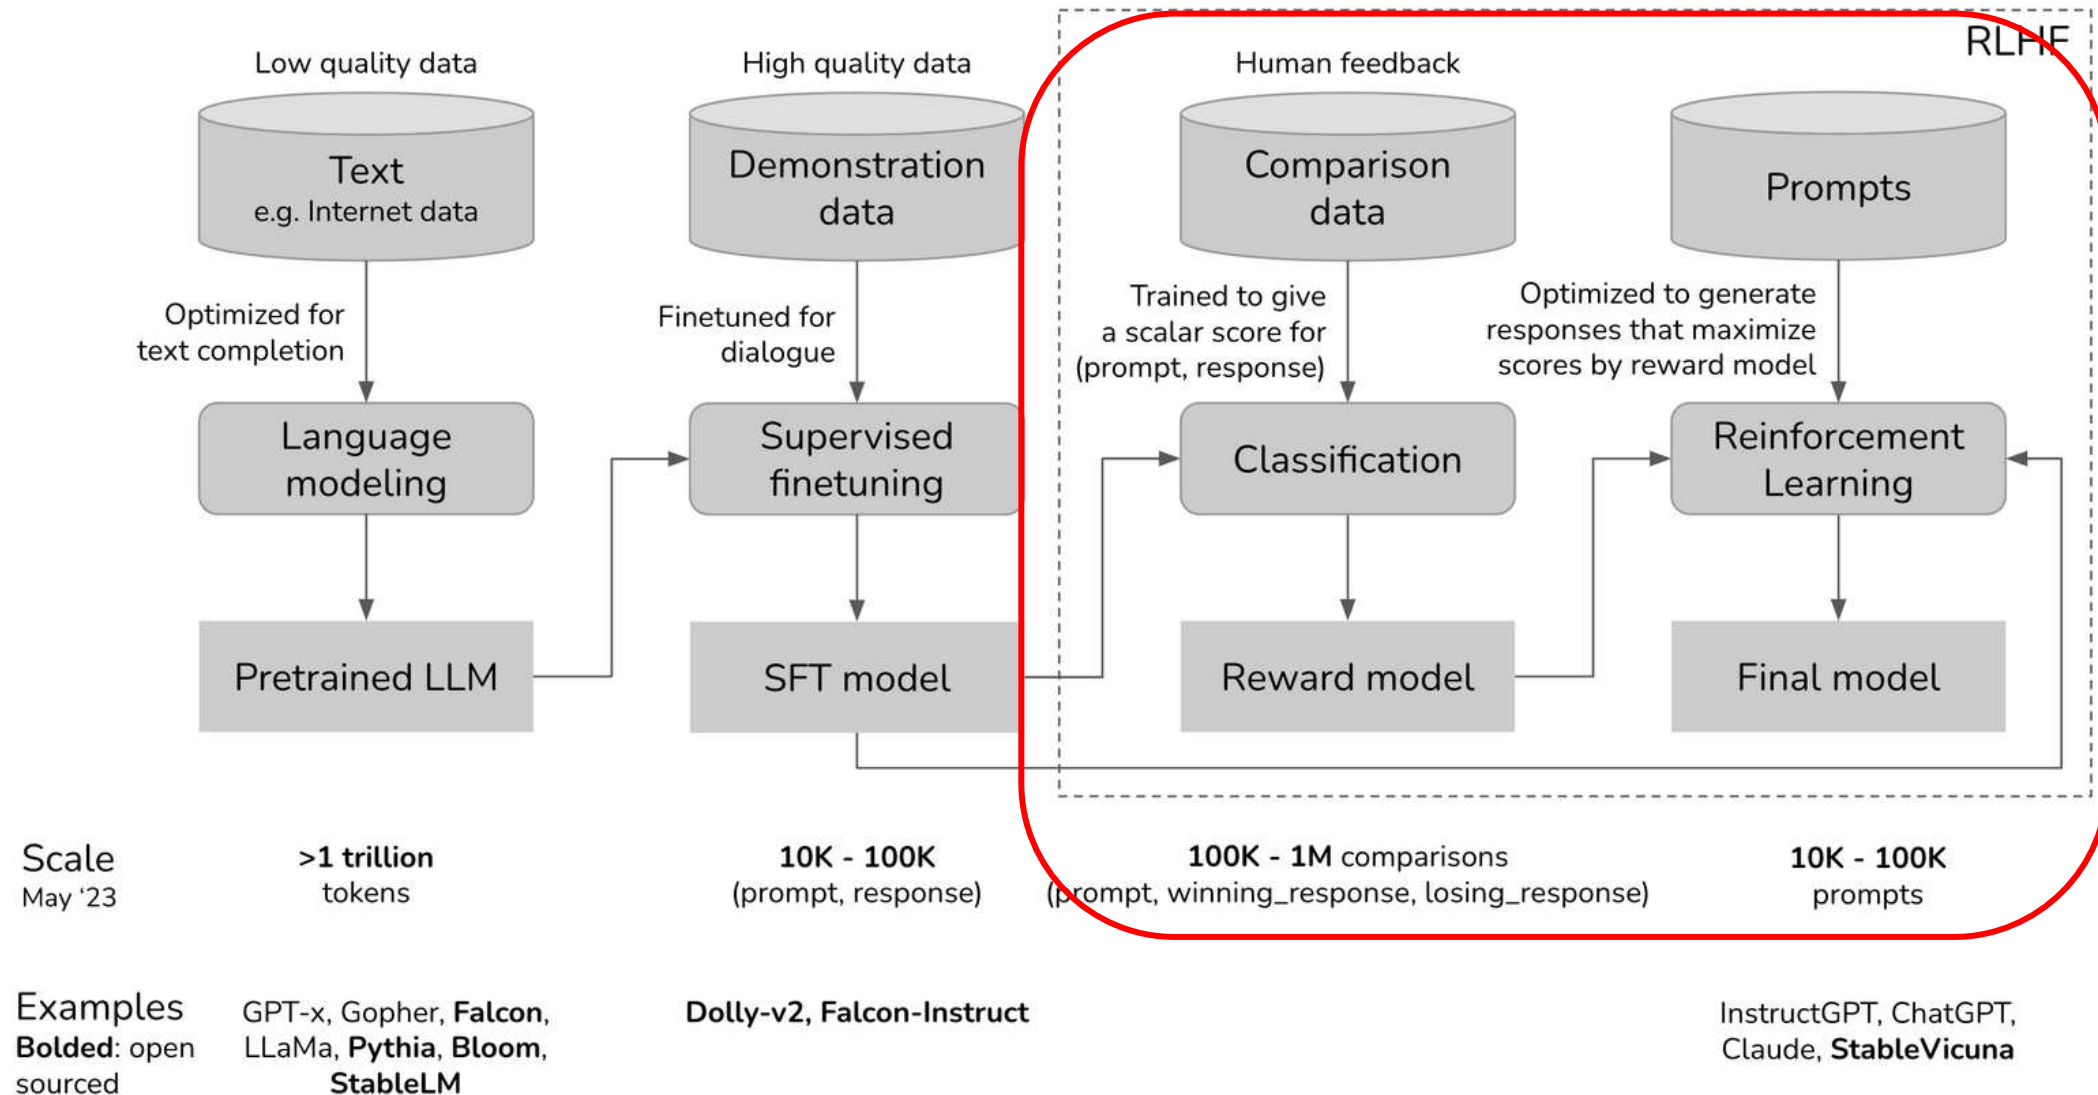 RLHF
Low quality data
High quality data
Human feedback
Text
e.g. Internet data
Demonstration
data
Comparison
data
Prompts
Optimized for
text completion
Finetuned for
dialogue
Trained to give
a scalar score for
(prompt, response)
Optimized to generate
responses that maximize
scores by reward model
Language
modeling
Supervised
finetuning
Classification
Reinforcement
Learning
Pretrained LLM
SFT model
Reward model
Final model
Scale
May ‘23
>1 trillion
tokens
10K - 100K
(prompt, response)
100K - 1M comparisons
(prompt, winning_response, losing_response)
10K - 100K
prompts
Examples
Bolded: open
sourced
GPT-x, Gopher, Falcon,
LLaMa, Pythia, Bloom,
StableLM
Dolly-v2, Falcon-Instruct
InstructGPT, ChatGPT,
Claude, StableVicuna